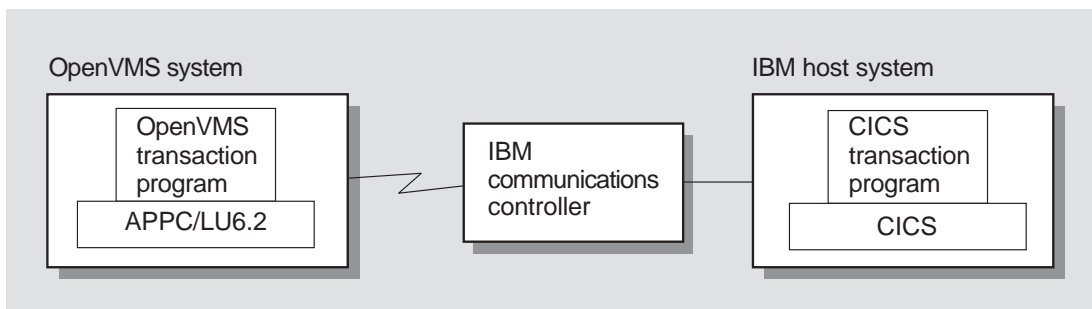 OpenVMS system
OpenVMS
transaction
program
APPC/LU6.2
IBM
communications
controller
IBM host system
CICS
transaction
program
CICS